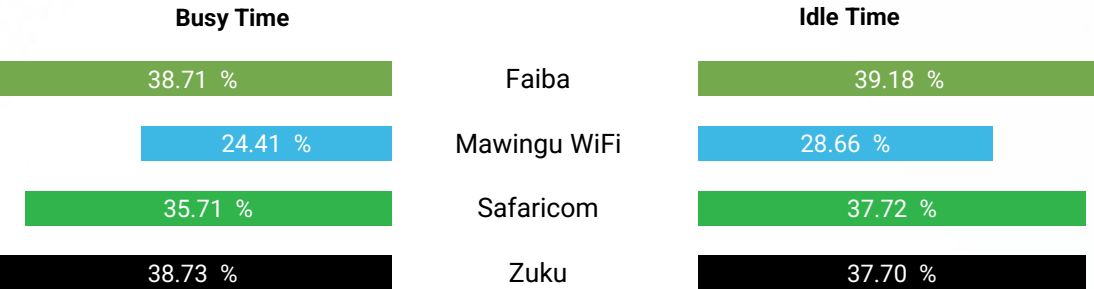 Busy Time Idle Time
38.71 % Faiba 39.18 %
24.41 % Mawingu WiFi 28.66 %
35.71 % Safaricom 37.72 %
38.73 % Zuku 37.70 %